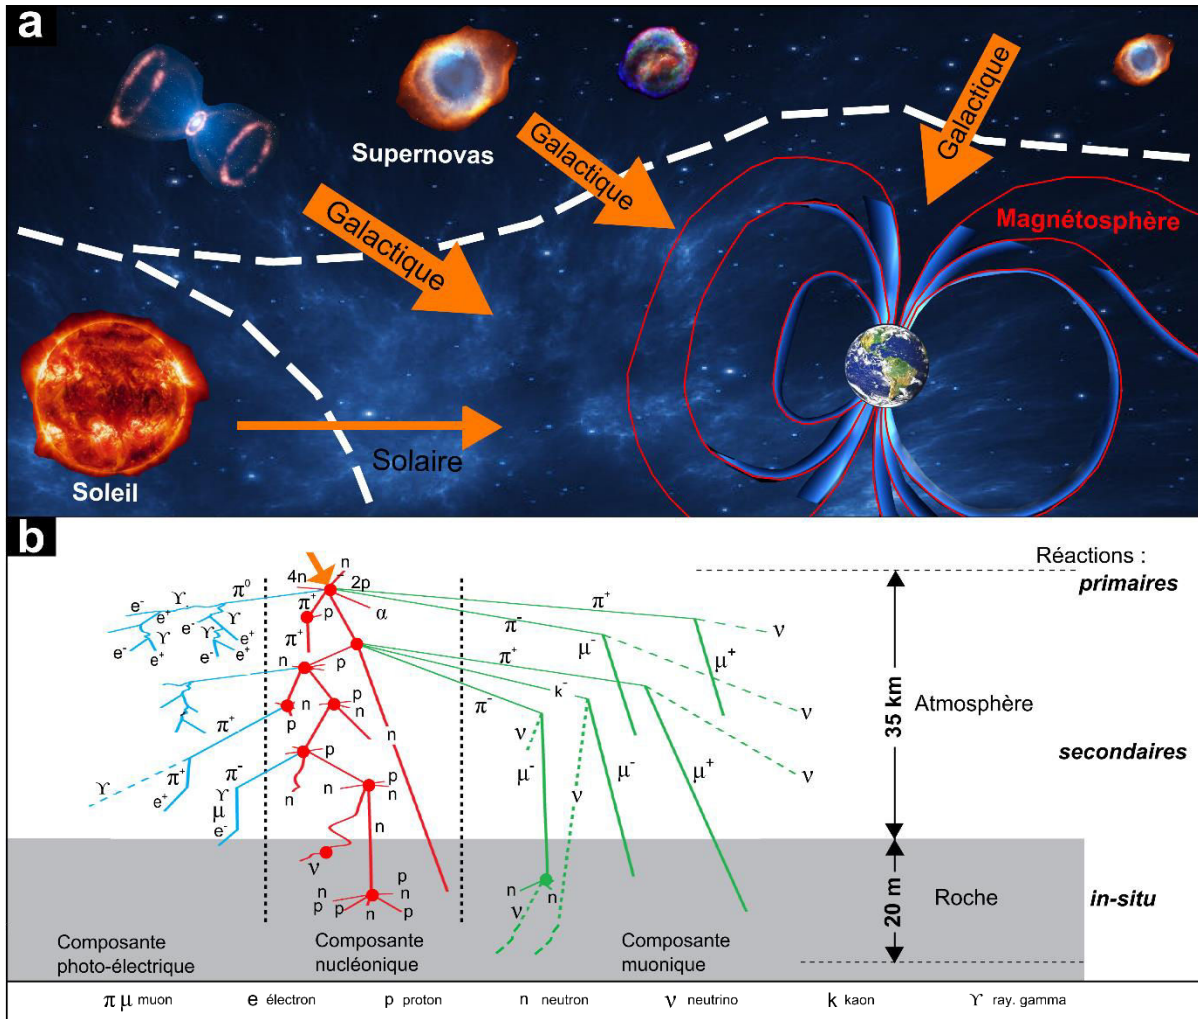 a
Supernovas
Galactique
Galactique
Galactique
Magnétosphère
Solaire
Soleil
b
Réactions :
primaires
secondaires
in-situ
35 km
Atmosphère
20 m
Roche
n
4n
2p
π⁰
ϒ
e⁻
e⁺
ϒ
ϒ
e⁺
e⁻
e⁺
ϒ
e⁻
e⁺
π⁺
p
α
π⁺
n
p
π⁺
π⁻
μ⁻
μ⁺
ν
π⁺
k⁻
π⁻
n
p
n
p
n
n
ν
ν
ν
π⁺
ϒ
π⁺
e⁺
π⁻
ϒ
μ
e⁻
p
n
n
p
n
n
ν
μ⁻
ν
μ⁻
μ⁺
ν
n
p
p
n
p
n
p
n
n
ν
Composante
photo-électrique
Composante
nucléonique
Composante
muonique
π μ muon
e électron
p proton
n neutron
ν neutrino
k kaon
ϒ ray. gamma